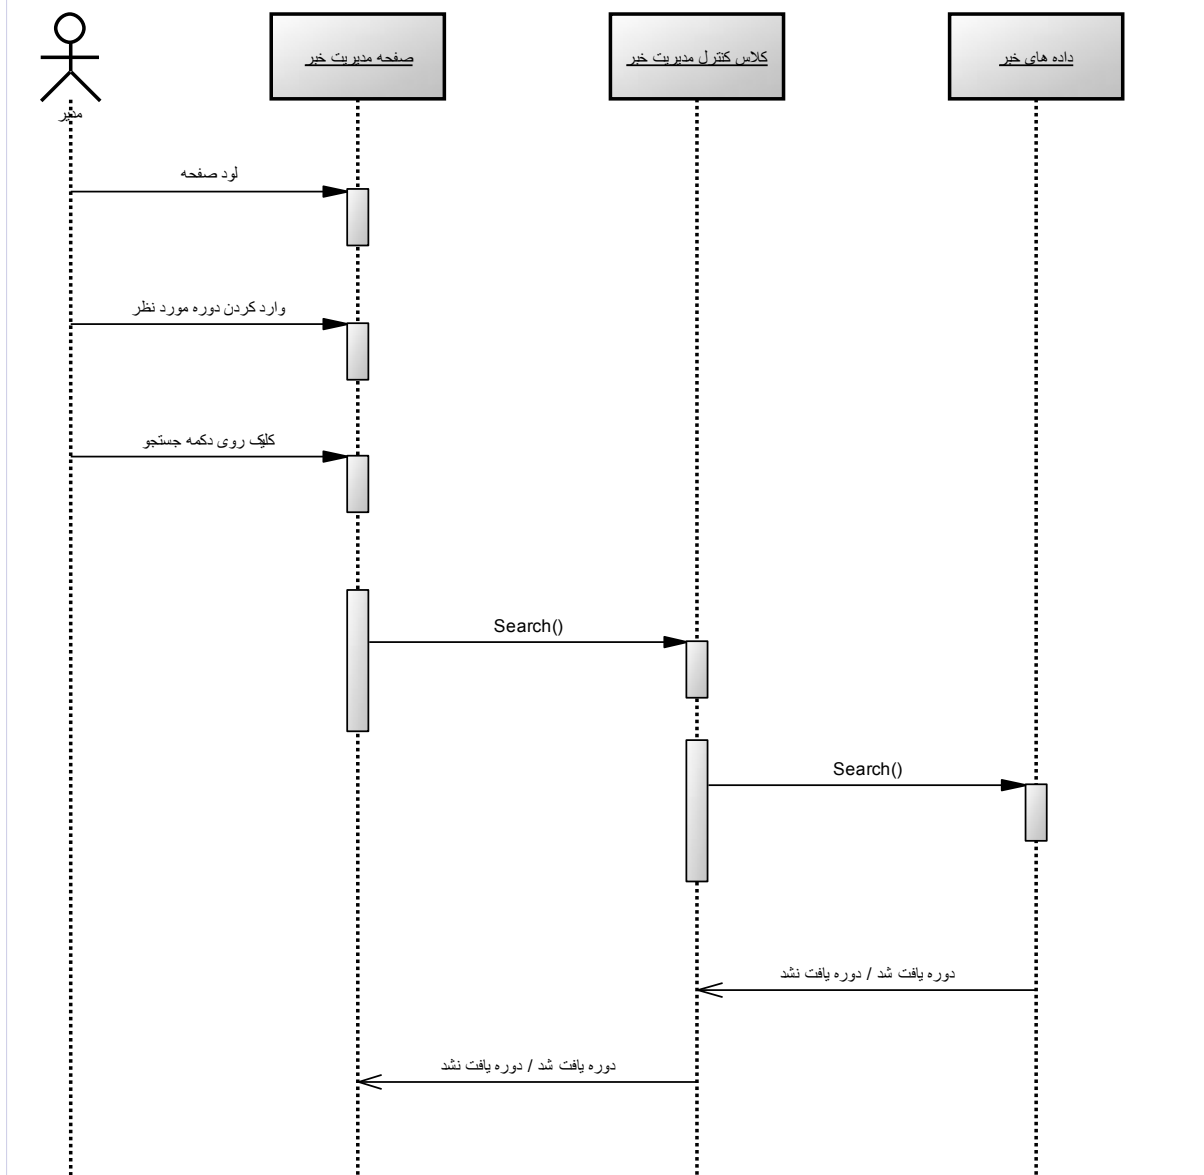 صفحه مدیریت خبر
کلاس کنترل مدیریت خبر
داده های خبر
مدیر
لود صفحه
وارد کردن دوره مورد نظر
کلیک روی دکمه جستجو
Search()
Search()
دوره یافت شد / دوره یافت نشد
دوره یافت شد / دوره یافت نشد